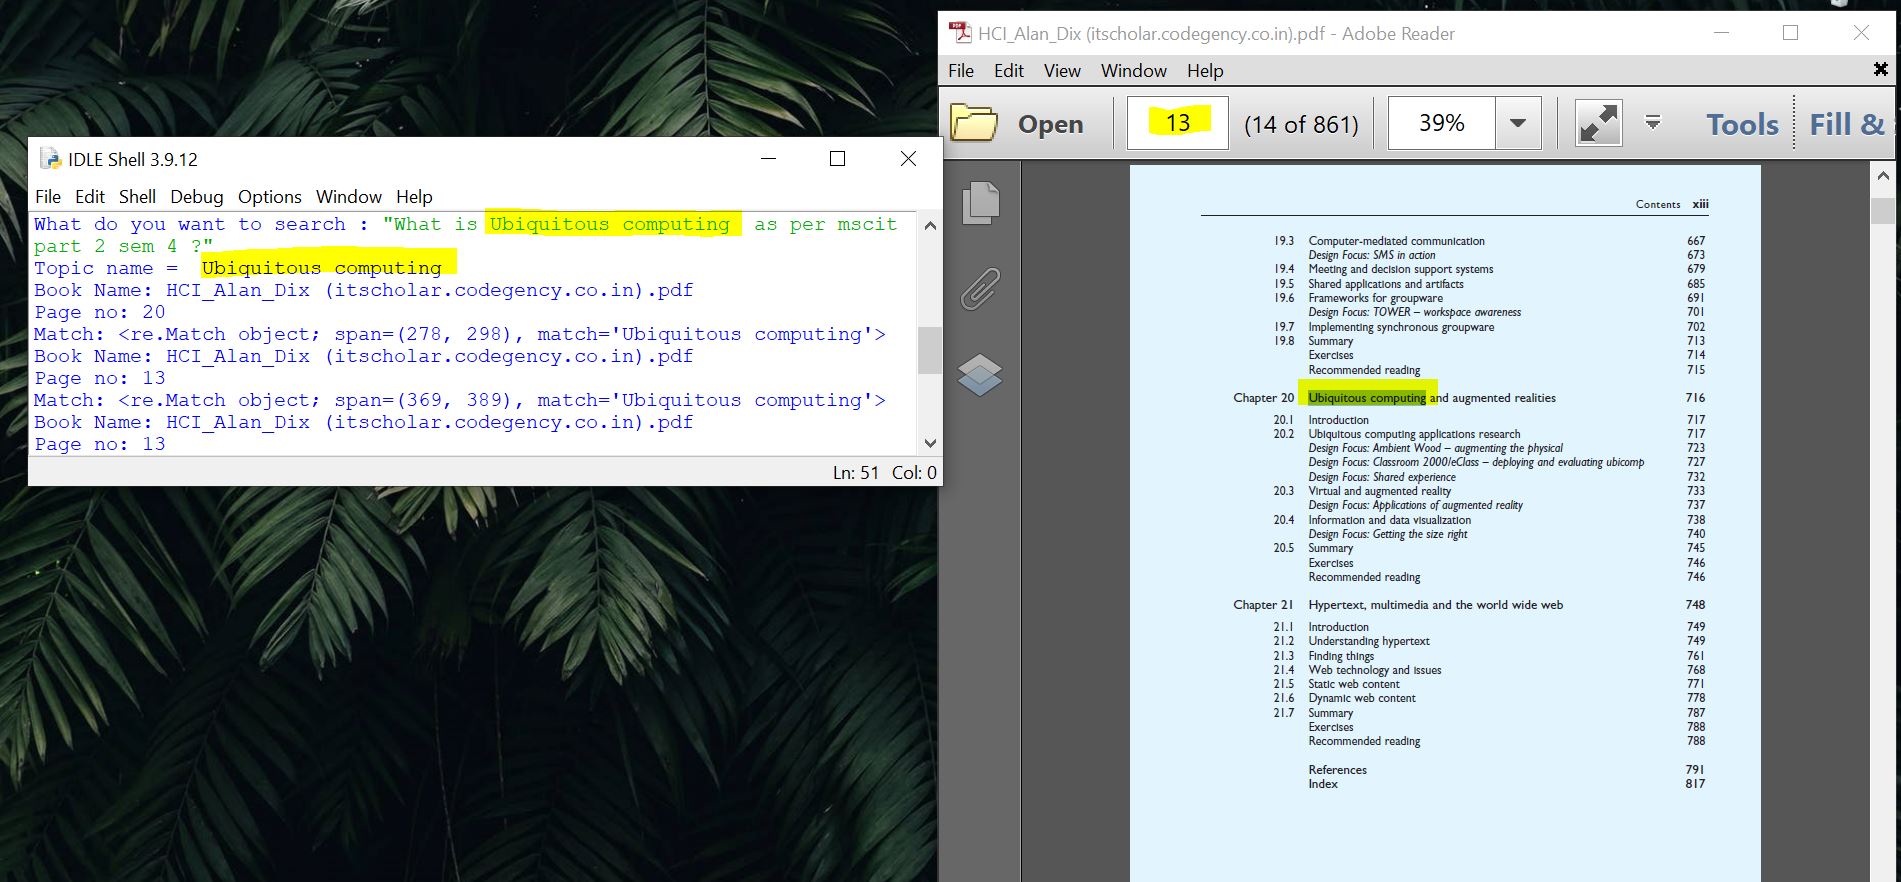 IDLE Shell 3.9.12
File Edit Shell Debug Options Window Help
What do you want to search : "What is Ubiquitous computing as per mscit
part 2 sem 4 ?"
Topic name = Ubiquitous computing
Book Name: HCI_Alan_Dix (itscholar.codegency.co.in).pdf
Page no: 20
Match: <re.Match object; span=(278, 298), match='Ubiquitous computing'>
Book Name: HCI_Alan_Dix (itscholar.codegency.co.in).pdf
Page no: 13
Match: <re.Match object; span=(369, 389), match='Ubiquitous computing'>
Book Name: HCI_Alan_Dix (itscholar.codegency.co.in).pdf
Page no: 13
Ln: 51 Col: 0
HCI_Alan_Dix (itscholar.codegency.co.in).pdf - Adobe Reader
File Edit View Window Help
Open 13 (14 of 861) 39% Tools Fill &
Contents xiii
19.3 Computer-mediated communication 667
Design Focus: SMS in action 673
19.4 Meeting and decision support systems 679
19.5 Shared applications and artifacts 685
19.6 Frameworks for groupware 691
Design Focus: TOWER – workspace awareness 701
19.7 Implementing synchronous groupware 702
19.8 Summary 713
Exercises 714
Recommended reading 715
Chapter 20 Ubiquitous computing and augmented realities 716
20.1 Introduction 717
20.2 Ubiquitous computing applications research 717
Design Focus: Ambient Wood – augmenting the physical 723
Design Focus: Classroom 2000/eClass – deploying and evaluating ubicomp 727
Design Focus: Shared experience 732
20.3 Virtual and augmented reality 733
Design Focus: Applications of augmented reality 737
20.4 Information and data visualization 738
Design Focus: Getting the size right 740
20.5 Summary 745
Exercises 746
Recommended reading 746
Chapter 21 Hypertext, multimedia and the world wide web 748
21.1 Introduction 749
21.2 Understanding hypertext 749
21.3 Finding things 761
21.4 Web technology and issues 768
21.5 Static web content 771
21.6 Dynamic web content 778
21.7 Summary 787
Exercises 788
Recommended reading 788
References 791
Index 817